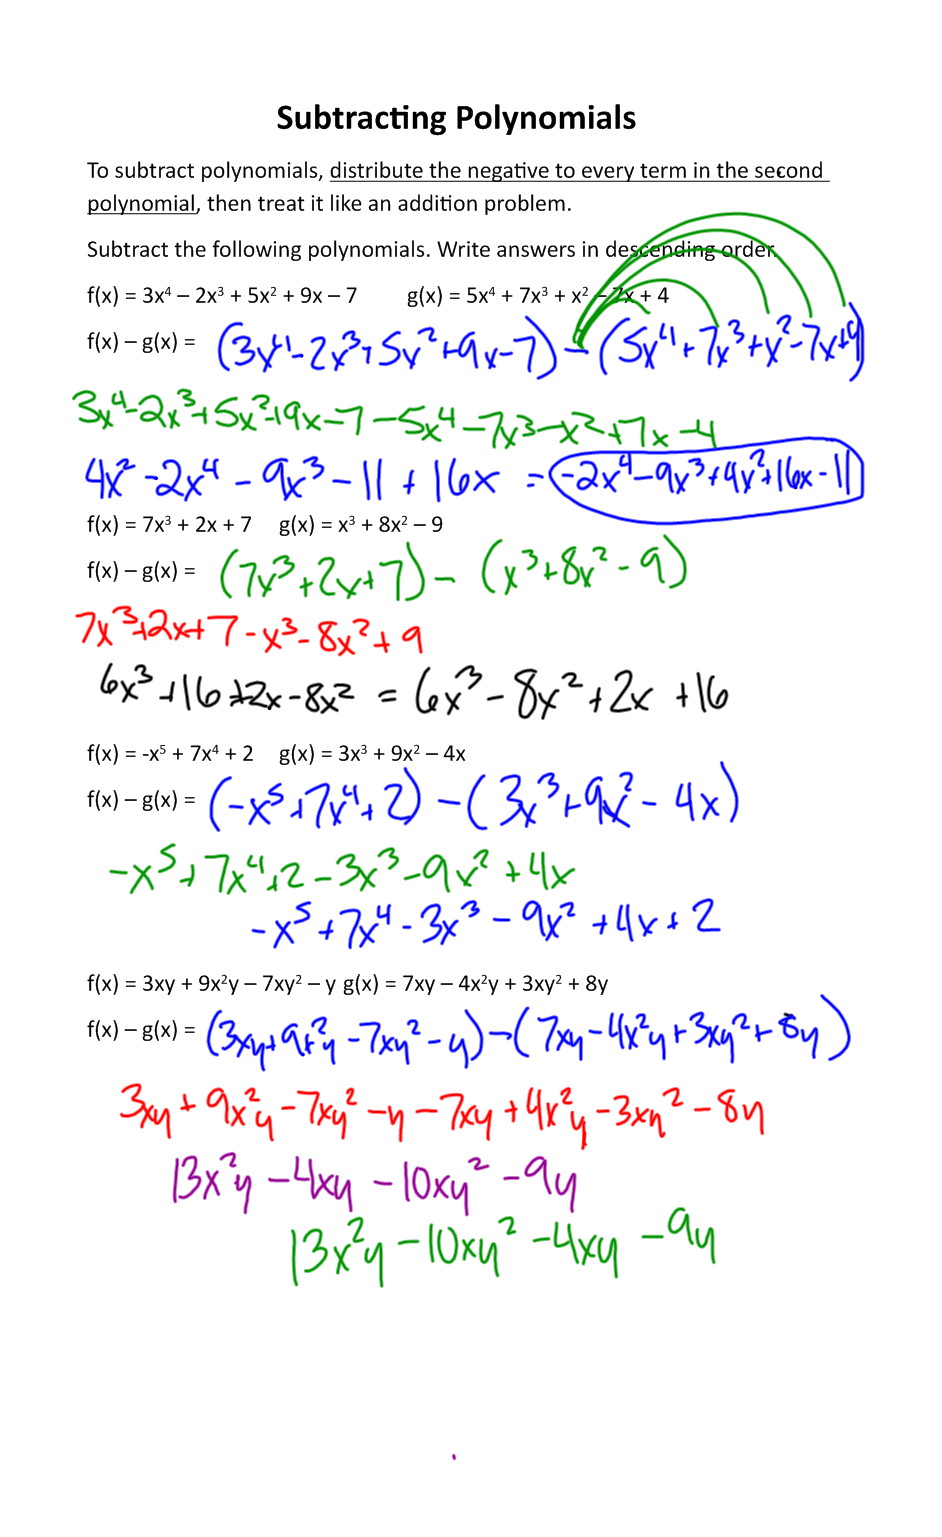 Subtracting Polynomials
To subtract polynomials, distribute the negative to every term in the second
polynomial, then treat it like an addition problem.
Subtract the following polynomials. Write answers in descending order.
f(x) = 3x⁴ – 2x³ + 5x² + 9x – 7 g(x) = 5x⁴ + 7x³ + x² – 7x + 4
f(x) – g(x) = (3x⁴ - 2x³ + 5x² + 9x - 7) - (5x⁴ + 7x³ + x² - 7x + 4)
3x⁴ - 2x³ + 5x² + 9x - 7 - 5x⁴ - 7x³ - x² + 7x - 4
4x² - 2x⁴ - 9x³ - 11 + 16x = -2x⁴ - 9x³ + 4x² + 16x - 11
f(x) = 7x³ + 2x + 7 g(x) = x³ + 8x² – 9
f(x) – g(x) = (7x³ + 2x + 7) - (x³ + 8x² - 9)
7x³ + 2x + 7 - x³ - 8x² + 9
6x³ + 16 + 2x - 8x² = 6x³ - 8x² + 2x + 16
f(x) = -x⁵ + 7x⁴ + 2 g(x) = 3x³ + 9x² – 4x
f(x) – g(x) = (-x⁵ + 7x⁴ + 2) - (3x³ + 9x² - 4x)
-x⁵ + 7x⁴ + 2 - 3x³ - 9x² + 4x
-x⁵ + 7x⁴ - 3x³ - 9x² + 4x + 2
f(x) = 3xy + 9x²y – 7xy² – y g(x) = 7xy – 4x²y + 3xy² + 8y
f(x) – g(x) = (3xy + 9x²y - 7xy² - y) - (7xy - 4x²y + 3xy² + 8y)
3xy + 9x²y - 7xy² - y - 7xy + 4x²y - 3xy² - 8y
13x²y - 4xy - 10xy² - 9y
13x²y - 10xy² - 4xy - 9y